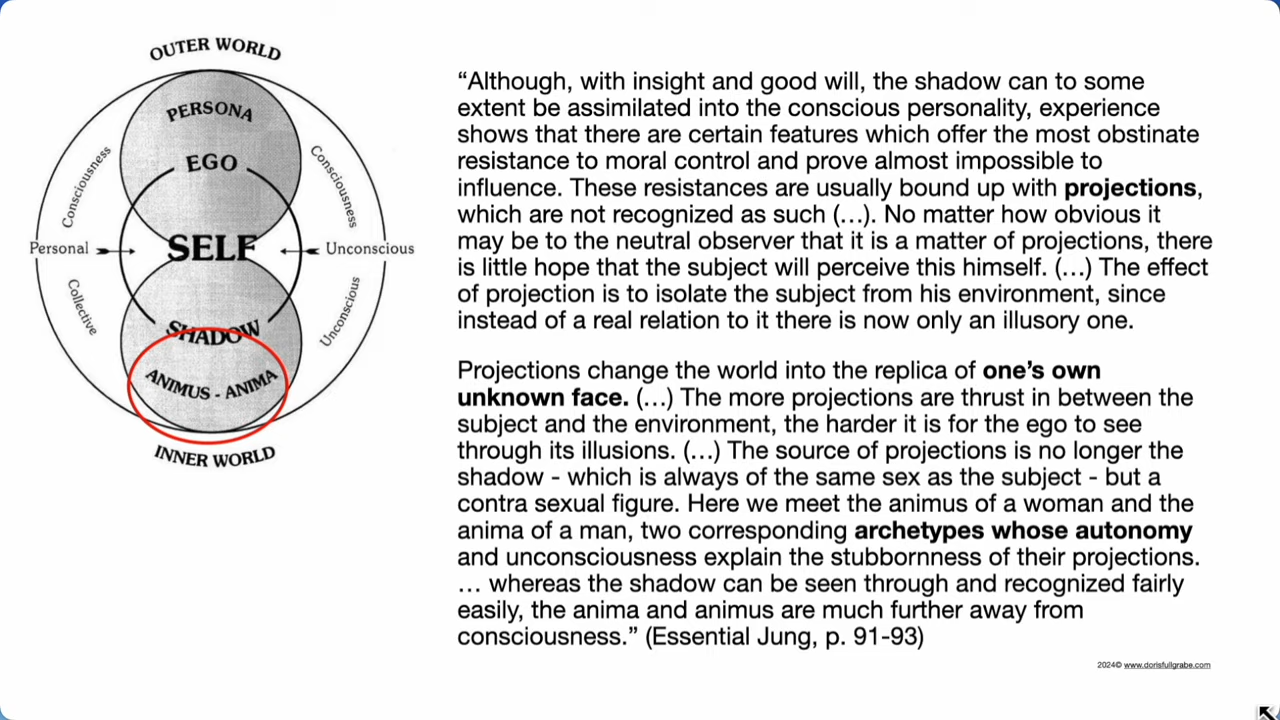 OUTER WORLD
PERSONA
EGO
Consciousness
Consciousness
Personal
SELF
Unconscious
Collective
Unconscious
SHADOW
ANIMUS - ANIMA
INNER WORLD
“Although, with insight and good will, the shadow can to some
extent be assimilated into the conscious personality, experience
shows that there are certain features which offer the most obstinate
resistance to moral control and prove almost impossible to
influence. These resistances are usually bound up with projections,
which are not recognized as such (…). No matter how obvious it
may be to the neutral observer that it is a matter of projections, there
is little hope that the subject will perceive this himself. (…) The effect
of projection is to isolate the subject from his environment, since
instead of a real relation to it there is now only an illusory one.
Projections change the world into the replica of one’s own
unknown face. (…) The more projections are thrust in between the
subject and the environment, the harder it is for the ego to see
through its illusions. (…) The source of projections is no longer the
shadow - which is always of the same sex as the subject - but a
contra sexual figure. Here we meet the animus of a woman and the
anima of a man, two corresponding archetypes whose autonomy
and unconsciousness explain the stubbornness of their projections.
… whereas the shadow can be seen through and recognized fairly
easily, the anima and animus are much further away from
consciousness.” (Essential Jung, p. 91-93)
2024© www.dorisfullgrabe.com